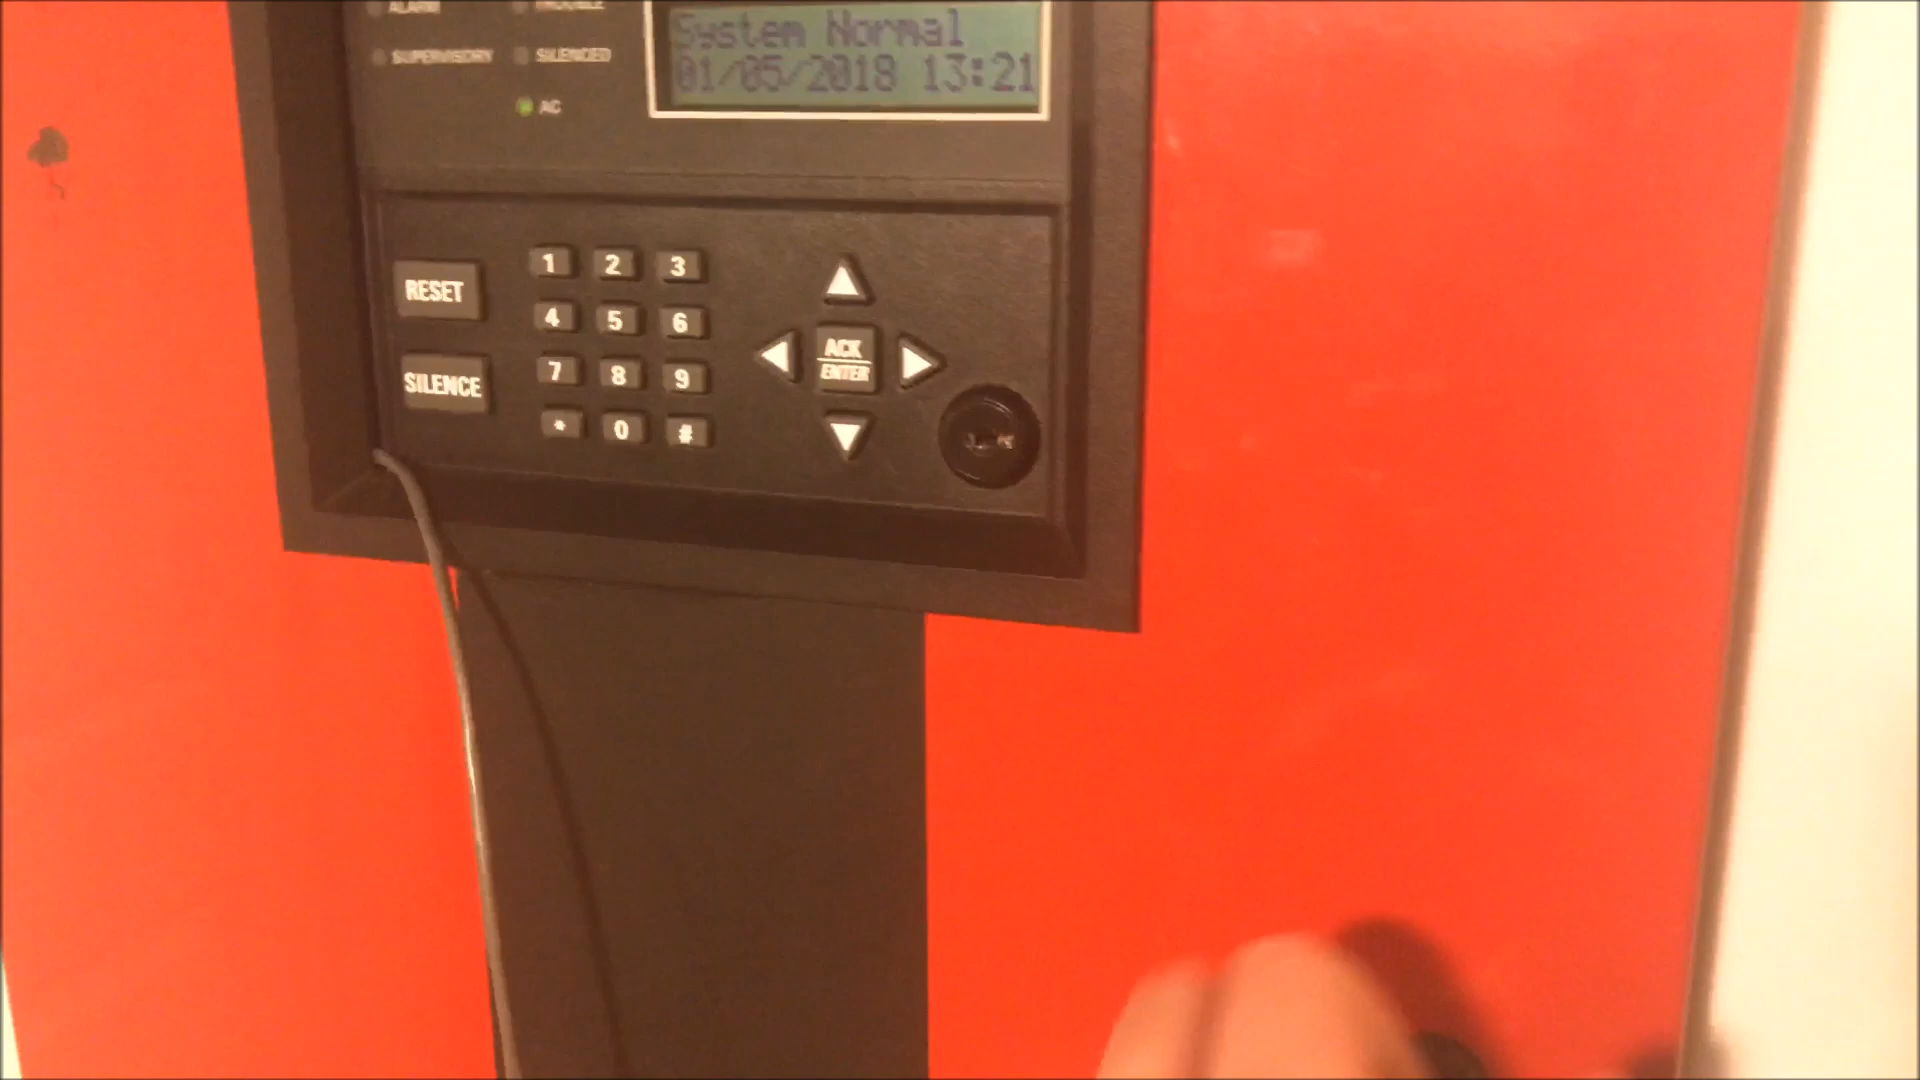 ALARM
TROUBLE
SUPERVISORY
SILENCED
AC
System Normal
01/05/2018 13:21
RESET
SILENCE
1 2 3
4 5 6
7 8 9
* 0 #
ACK
ENTER